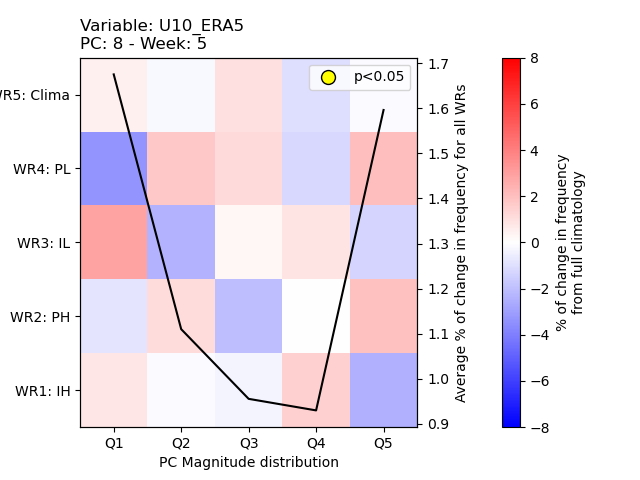 Variable: U10_ERA5
PC: 8 - Week: 5
p<0.05
WR5: Clima
WR4: PL
WR3: IL
WR2: PH
WR1: IH
Q1 Q2 Q3 Q4 Q5
PC Magnitude distribution
1.7
1.6
1.5
1.4
1.3
1.2
1.1
1.0
0.9
Average % of change in frequency for all WRs
8
6
4
2
0
−2
−4
−6
−8
% of change in frequency
from full climatology